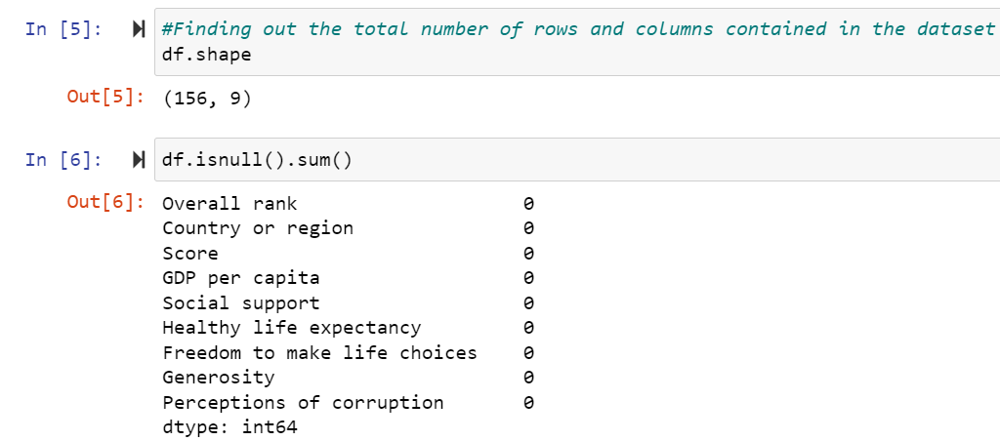 In [5]: #Finding out the total number of rows and columns contained in the dataset
df.shape
Out[5]: (156, 9)
In [6]: df.isnull().sum()
Out[6]: Overall rank 0
Country or region 0
Score 0
GDP per capita 0
Social support 0
Healthy life expectancy 0
Freedom to make life choices 0
Generosity 0
Perceptions of corruption 0
dtype: int64